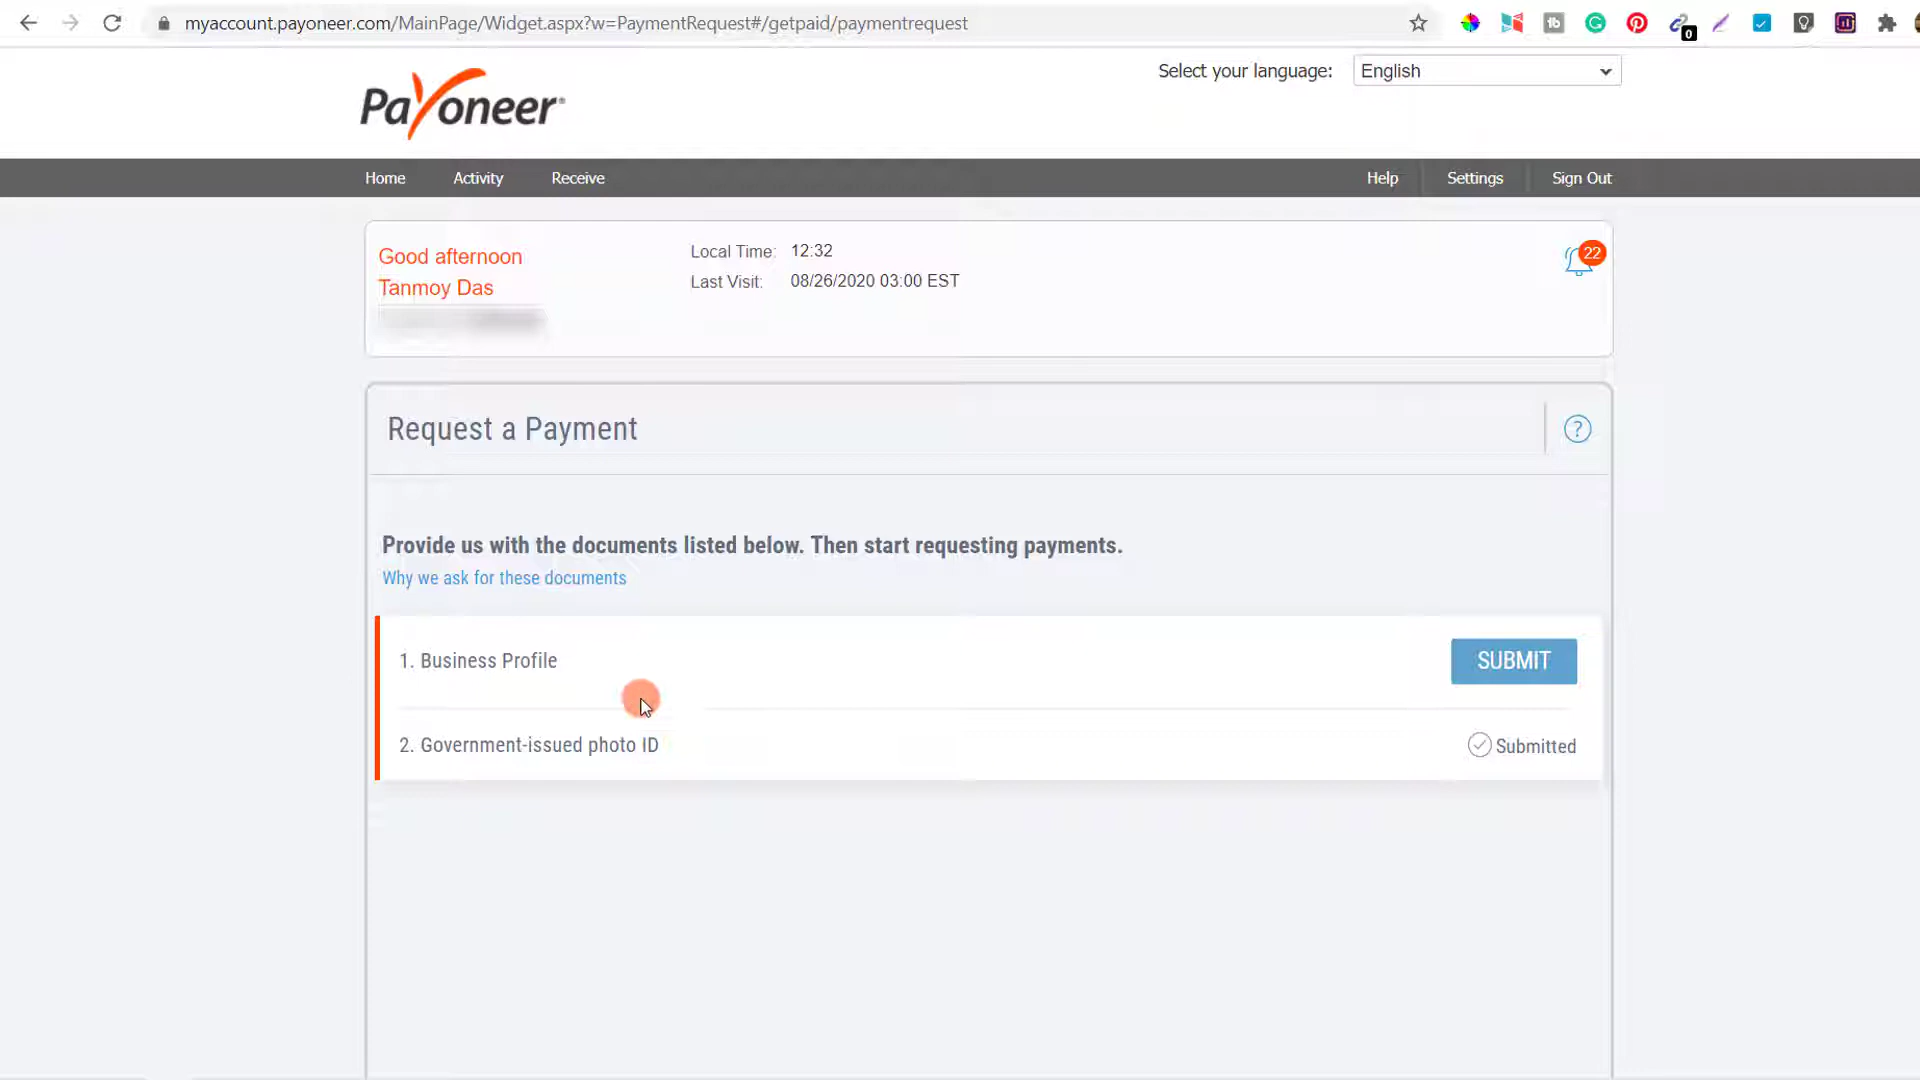 myaccount.payoneer.com/MainPage/Widget.aspx?w=PaymentRequest#/getpaid/paymentrequest
tb
0
Select your language: English
Payoneer
Home Activity Receive Help Settings Sign Out
Good afternoon Local Time: 12:32 22
Tanmoy Das Last Visit: 08/26/2020 03:00 EST
Request a Payment ?
Provide us with the documents listed below. Then start requesting payments.
Why we ask for these documents
1. Business Profile SUBMIT
2. Government-issued photo ID Submitted